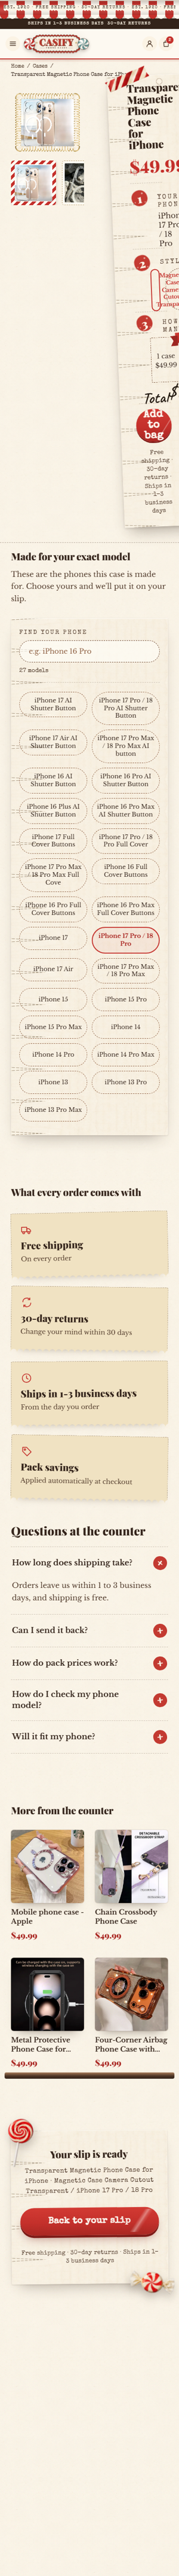 EST. 1985 · FREE SHIPPING · 30-DAY RETURNS · EST. 1985 · FREE
SHIPS IN 1-3 BUSINESS DAYS 30-DAY RETURNS
CASIFY
0
Home / Cases /
Transparent Magnetic Phone Case for iPh
Transparent
Magnetic
Phone
Case
for
iPhone
$49.99
1
YOUR
PHON
iPhone
17 Pro
/ 18
Pro
2
STYL
Magnetic
Case
Camera
Cutout
Transparent
3
HOW
MAN
1 case
$49.99
Total
$
Add
to
bag
Free
shipping ·
30-day
returns ·
Ships in
1-3
business
days
Made for your exact model
These are the phones this case is made
for. Choose yours and we'll put it on your
slip.
FIND YOUR PHONE
e.g. iPhone 16 Pro
27 models
iPhone 17 AI
Shutter Button
iPhone 17 Pro / 18
Pro AI Shutter
Button
iPhone 17 Air AI
Shutter Button
iPhone 17 Pro Max
/ 18 Pro Max AI
button
iPhone 16 AI
Shutter Button
iPhone 16 Pro AI
Shutter Button
iPhone 16 Plus AI
Shutter Button
iPhone 16 Pro Max
AI Shutter Button
iPhone 17 Full
Cover Buttons
iPhone 17 Pro / 18
Pro Full Cover
iPhone 17 Pro Max
/ 18 Pro Max Full
Cove
iPhone 16 Full
Cover Buttons
iPhone 16 Pro Full
Cover Buttons
iPhone 16 Pro Max
Full Cover Buttons
iPhone 17
iPhone 17 Pro / 18
Pro
iPhone 17 Air
iPhone 17 Pro Max
/ 18 Pro Max
iPhone 15
iPhone 15 Pro
iPhone 15 Pro Max
iPhone 14
iPhone 14 Pro
iPhone 14 Pro Max
iPhone 13
iPhone 13 Pro
iPhone 13 Pro Max
What every order comes with
Free shipping
On every order
30-day returns
Change your mind within 30 days
Ships in 1-3 business days
From the day you order
Pack savings
Applied automatically at checkout
Questions at the counter
How long does shipping take?
Orders leave us within 1 to 3 business
days, and shipping is free.
Can I send it back?
How do pack prices work?
How do I check my phone
model?
Will it fit my phone?
More from the counter
DETACHABLE
CROSSBODY STRAP
Mobile phone case -
Apple
$49.99
Chain Crossbody
Phone Case
$49.99
Metal Protective
Phone Case for...
$49.99
Four-Corner Airbag
Phone Case with...
$49.99
Your slip is ready
Transparent Magnetic Phone Case for
iPhone · Magnetic Case Camera Cutout
Transparent / iPhone 17 Pro / 18 Pro
Back to your slip
Free shipping · 30-day returns · Ships in 1-
3 business days